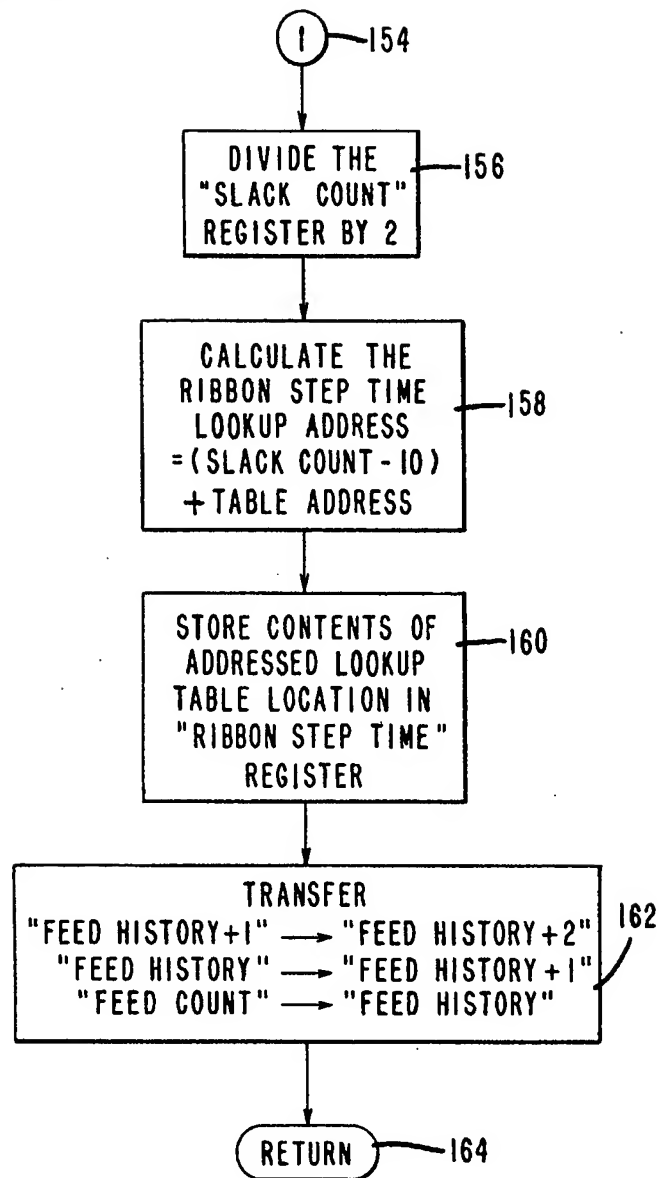 1 154
DIVIDE THE
"SLACK COUNT"
REGISTER BY 2
156
CALCULATE THE
RIBBON STEP TIME
LOOKUP ADDRESS
=(SLACK COUNT-10)
+ TABLE ADDRESS
158
STORE CONTENTS OF
ADDRESSED LOOKUP
TABLE LOCATION IN
"RIBBON STEP TIME"
REGISTER
160
TRANSFER
"FEED HISTORY+1" → "FEED HISTORY+2"
"FEED HISTORY" → "FEED HISTORY+1"
"FEED COUNT" → "FEED HISTORY"
162
RETURN 164